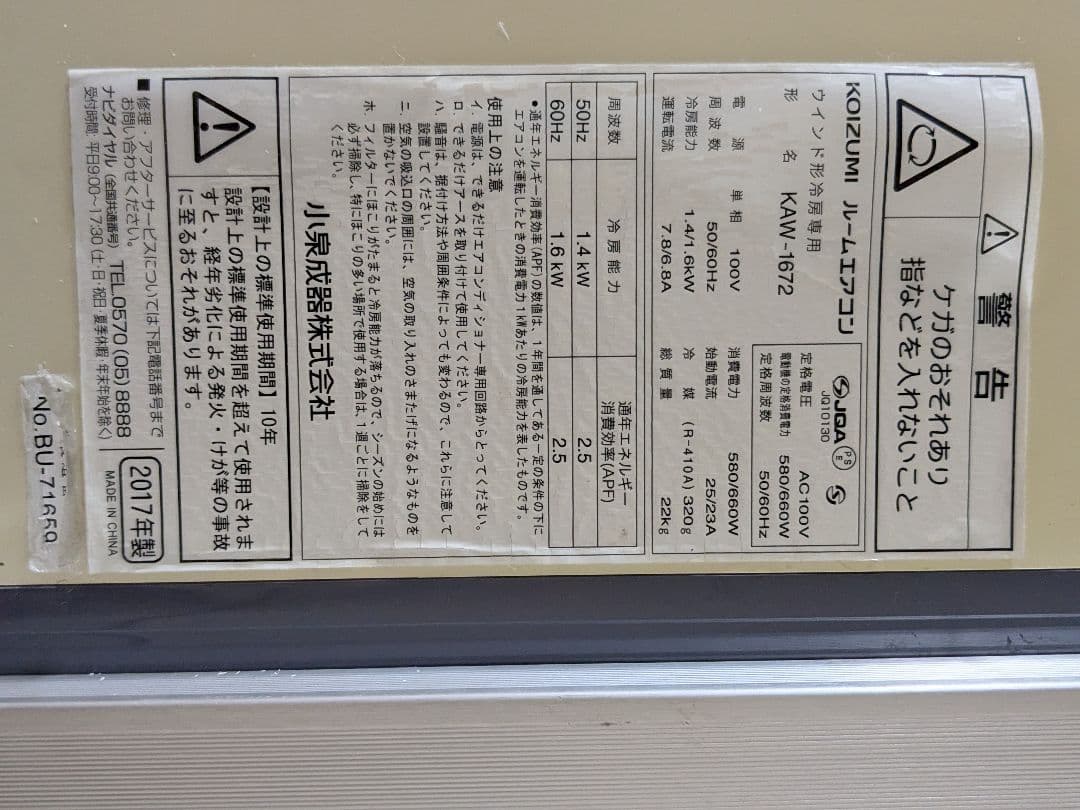 警告
ケガのおそれあり
指などを入れないこと
KOIZUMI ルームエアコン
ウインド形冷房専用
形名 KAW-1672
JGA PSE
JQ10130
定格電圧 AC100V
電動機の定格消費電力 580/660W
定格周波数 50/60Hz
電源 単相 100V 消費電力 580/660W
周波数 50/60Hz 始動電流 25/23A
冷房能力 1.4/1.6kW 冷媒 (R-410A) 320g
運転電流 7.8/6.8A 総質量 22kg
周波数 冷房能力 通年エネルギー消費効率(APF)
50Hz 1.4kW 2.5
60Hz 1.6kW 2.5
●通年エネルギー消費効率(APF)の数値は、1年間を通してある一定の条件の下に
エアコンを運転したときの消費電力1kWあたりの冷房能力を表したものです。
使用上の注意
イ. 電源は、できるだけエアコンディショナー専用回路からとってください。
ロ. できるだけアースを取り付けて使用してください。
ハ. 騒音は、据付け方法や周囲条件によっても変わるので、これらに注意して
設置してください。
ニ. 空気の吸込口の周囲には、空気の取り入れのさまたげになるようなものを
置かないでください。
ホ. フィルターにほこりがたまると冷房能力が落ちるので、シーズンの始めには
必ず掃除し、特にほこりの多い場所で使用する場合は、1週ごとに掃除をして
ください。
小泉成器株式会社
【設計上の標準使用期間】10年
設計上の標準使用期間を超えて使用されま
すと、経年劣化による発火・けが等の事故
に至るおそれがあります。
■修理・アフターサービスについては下記電話番号まで
お問い合わせください。
ナビダイヤル(全国共通番号) TEL.0570(05)8888
受付時間:平日9:00～17:30(土・日・祝日・夏季休暇・年末年始を除く)
2017年製
MADE IN CHINA
No.BU-71659